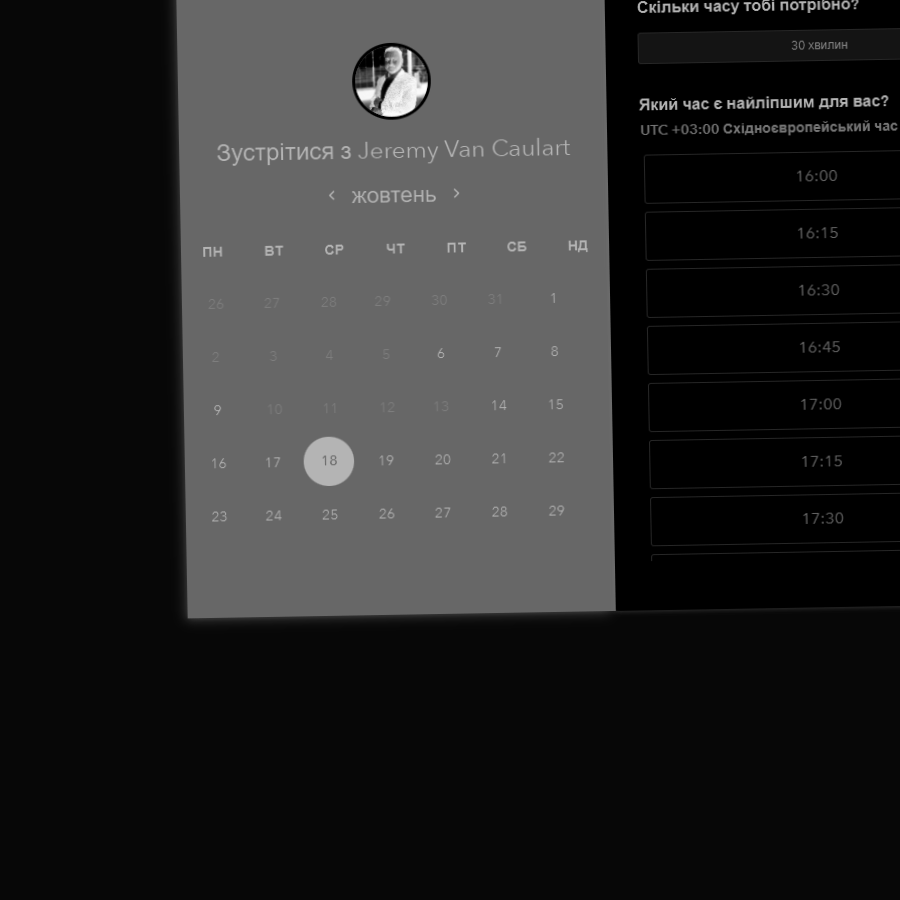 Зустрітися з Jeremy Van Caulart
жовтень
ПН ВТ СР ЧТ ПТ СБ НД
26 27 28 29 30 31 1
2 3 4 5 6 7 8
9 10 11 12 13 14 15
16 17 18 19 20 21 22
23 24 25 26 27 28 29
Скільки часу тобі потрібно?
30 хвилин
Який час є найліпшим для вас?
UTC +03:00 Східноєвропейський час
16:00
16:15
16:30
16:45
17:00
17:15
17:30